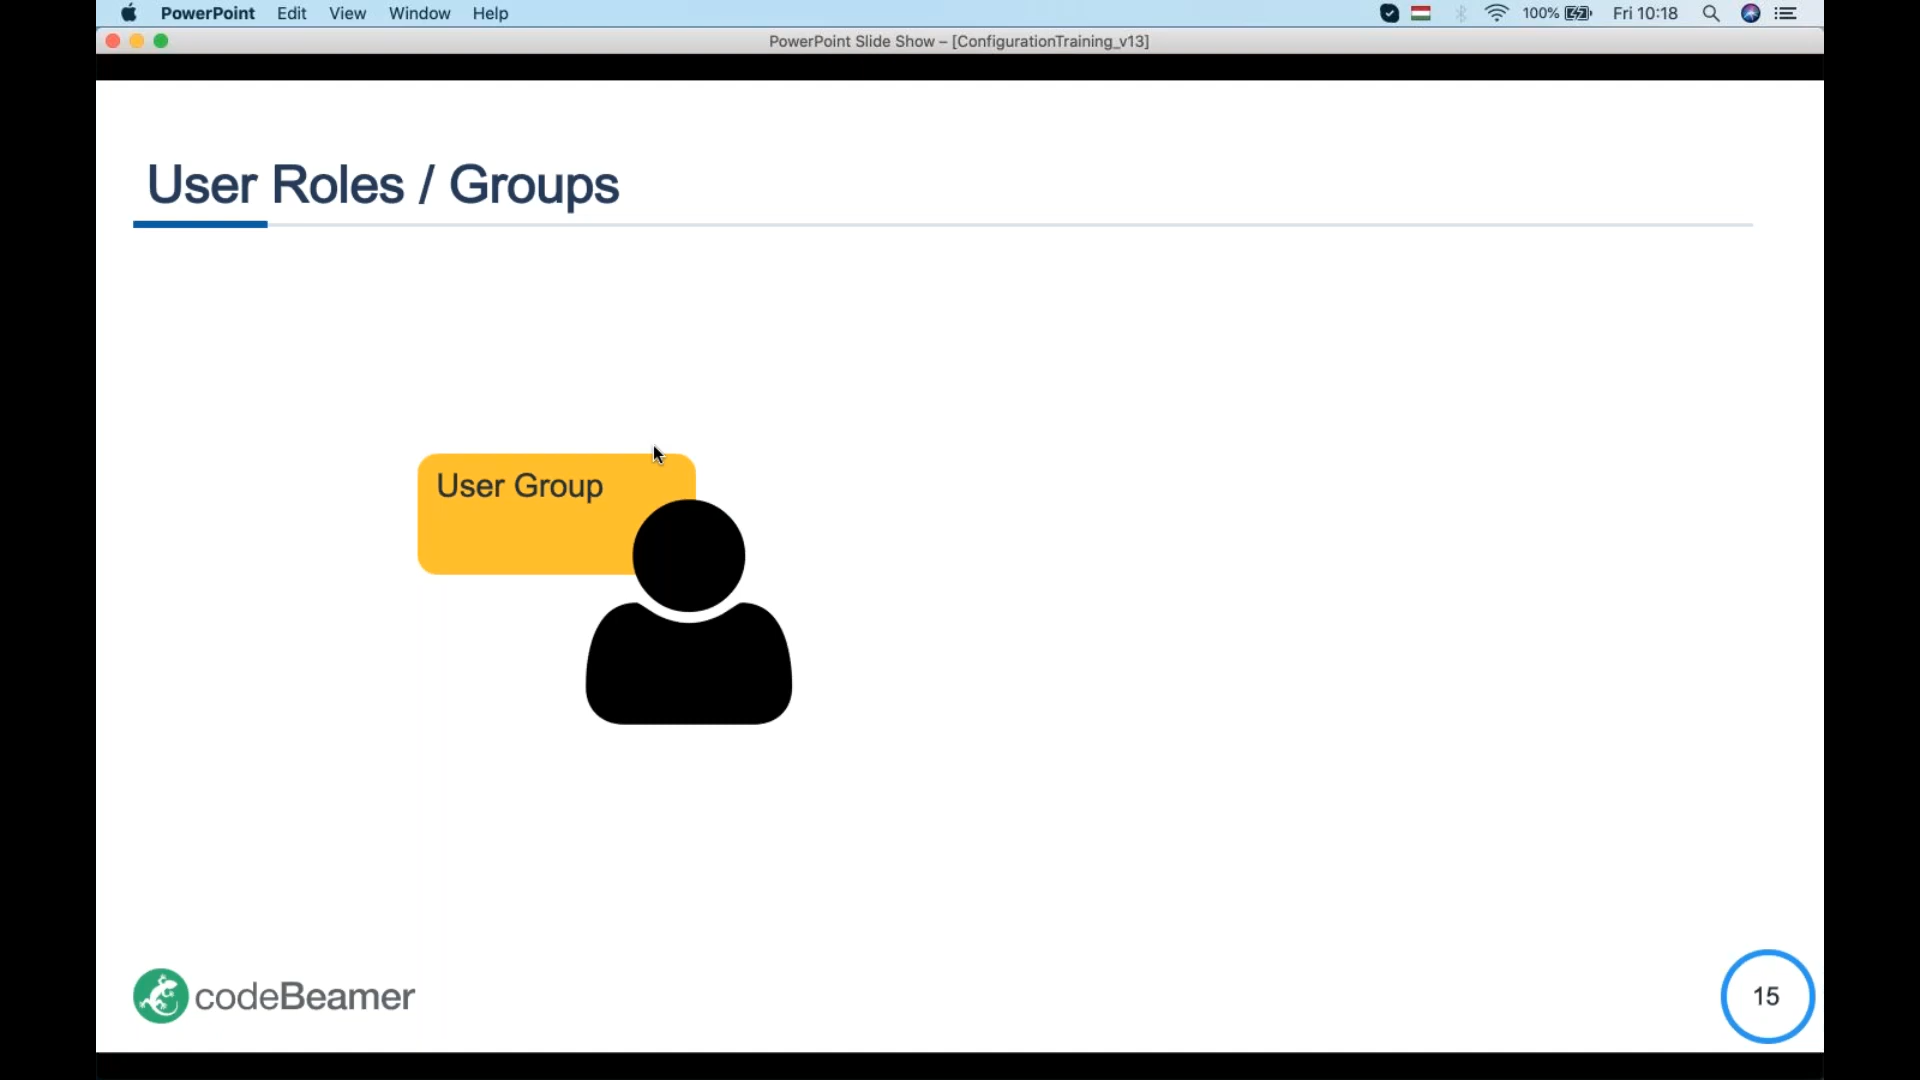 PowerPoint Edit View Window Help 100% Fri 10:18
PowerPoint Slide Show – [ConfigurationTraining_v13]
User Roles / Groups
User Group
codeBeamer
15